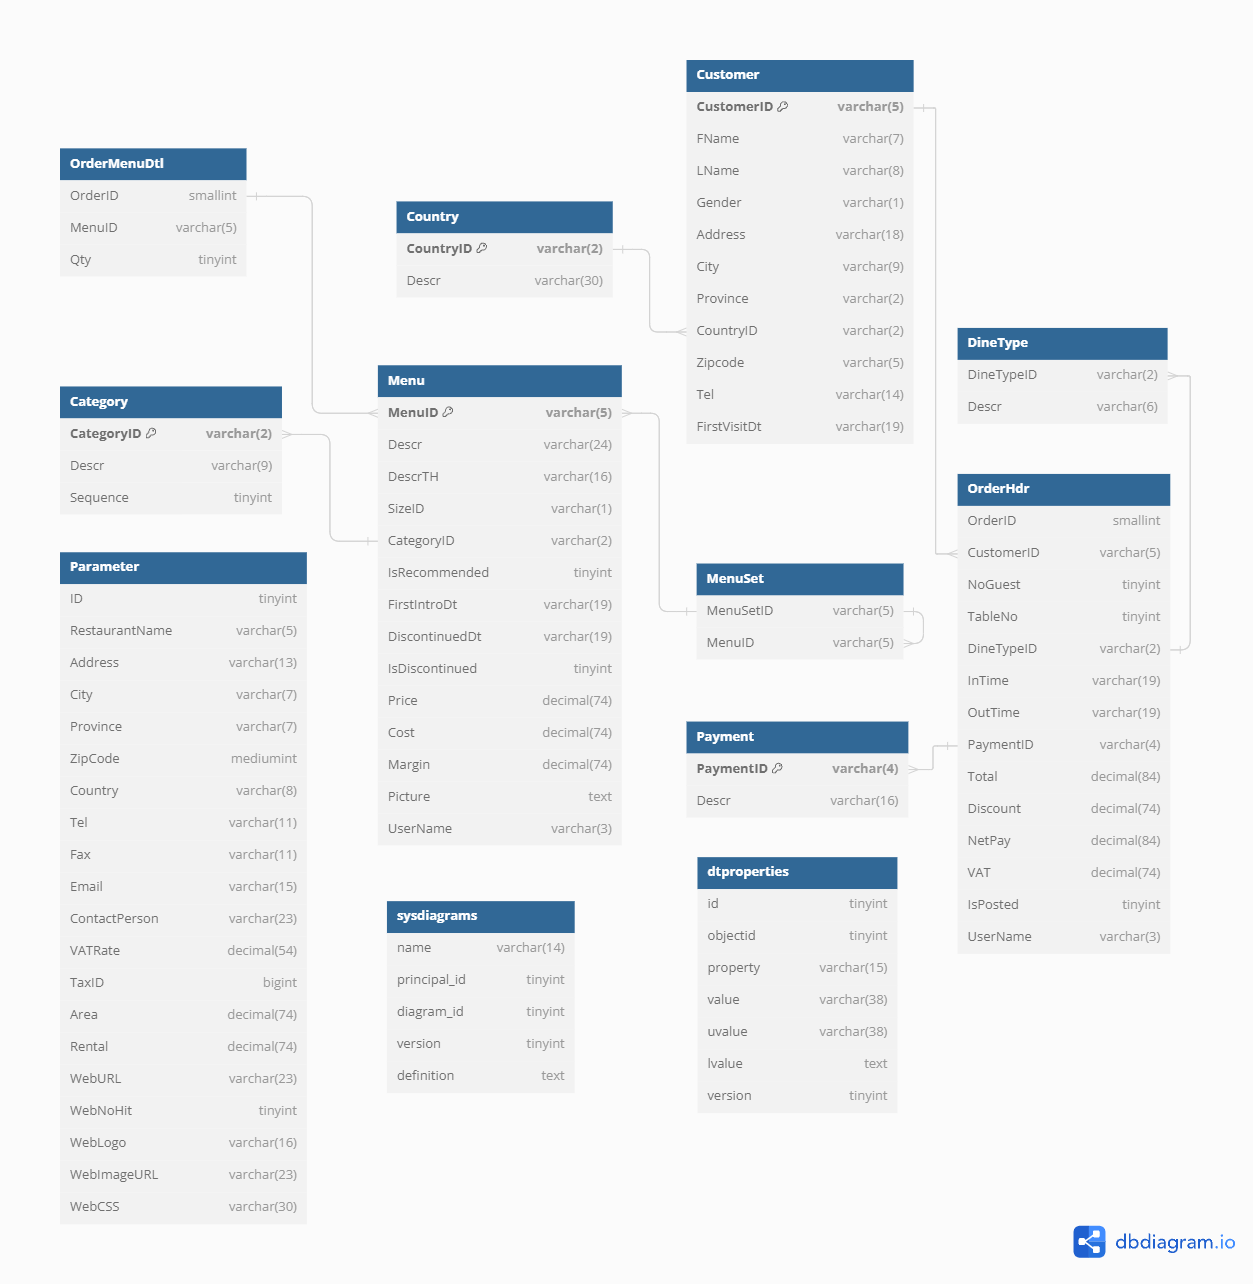 Customer
CustomerID varchar(5)
FName varchar(7)
LName varchar(8)
Gender varchar(1)
Address varchar(18)
City varchar(9)
Province varchar(2)
CountryID varchar(2)
Zipcode varchar(5)
Tel varchar(14)
FirstVisitDt varchar(19)
OrderMenuDtl
OrderID smallint
MenuID varchar(5)
Qty tinyint
Country
CountryID varchar(2)
Descr varchar(30)
DineType
DineTypeID varchar(2)
Descr varchar(6)
Category
CategoryID varchar(2)
Descr varchar(9)
Sequence tinyint
Menu
MenuID varchar(5)
Descr varchar(24)
DescrTH varchar(16)
SizeID varchar(1)
CategoryID varchar(2)
IsRecommended tinyint
FirstIntroDt varchar(19)
DiscontinuedDt varchar(19)
IsDiscontinued tinyint
Price decimal(74)
Cost decimal(74)
Margin decimal(74)
Picture text
UserName varchar(3)
OrderHdr
OrderID smallint
CustomerID varchar(5)
NoGuest tinyint
TableNo tinyint
DineTypeID varchar(2)
InTime varchar(19)
OutTime varchar(19)
PaymentID varchar(4)
Total decimal(84)
Discount decimal(74)
NetPay decimal(84)
VAT decimal(74)
IsPosted tinyint
UserName varchar(3)
Parameter
ID tinyint
RestaurantName varchar(5)
Address varchar(13)
City varchar(7)
Province varchar(7)
ZipCode mediumint
Country varchar(8)
Tel varchar(11)
Fax varchar(11)
Email varchar(15)
ContactPerson varchar(23)
VATRate decimal(54)
TaxID bigint
Area decimal(74)
Rental decimal(74)
WebURL varchar(23)
WebNoHit tinyint
WebLogo varchar(16)
WebImageURL varchar(23)
WebCSS varchar(30)
MenuSet
MenuSetID varchar(5)
MenuID varchar(5)
Payment
PaymentID varchar(4)
Descr varchar(16)
sysdiagrams
name varchar(14)
principal_id tinyint
diagram_id tinyint
version tinyint
definition text
dtproperties
id tinyint
objectid tinyint
property varchar(15)
value varchar(38)
uvalue varchar(38)
lvalue text
version tinyint
dbdiagram.io